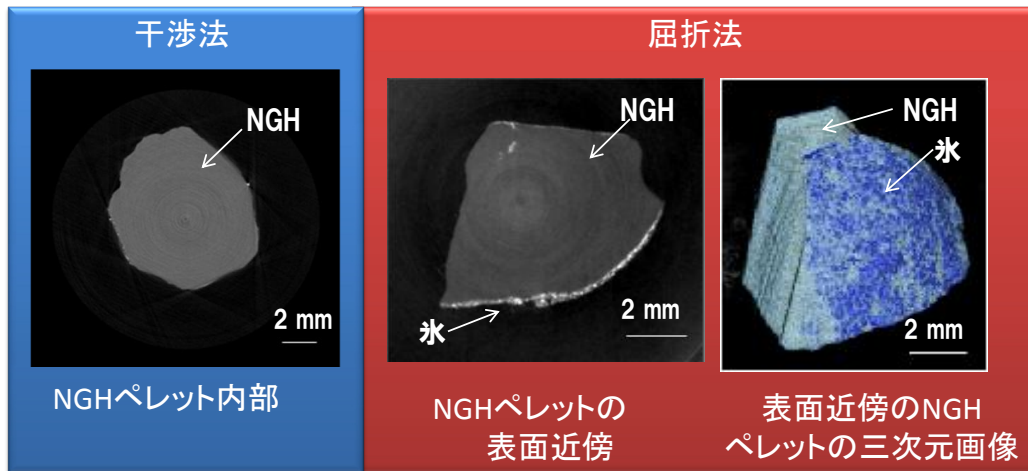 干渉法
NGH
2 mm
NGHペレット内部
屈折法
NGH
氷
2 mm
NGHペレットの
表面近傍
NGH
氷
2 mm
表面近傍のNGH
ペレットの三次元画像